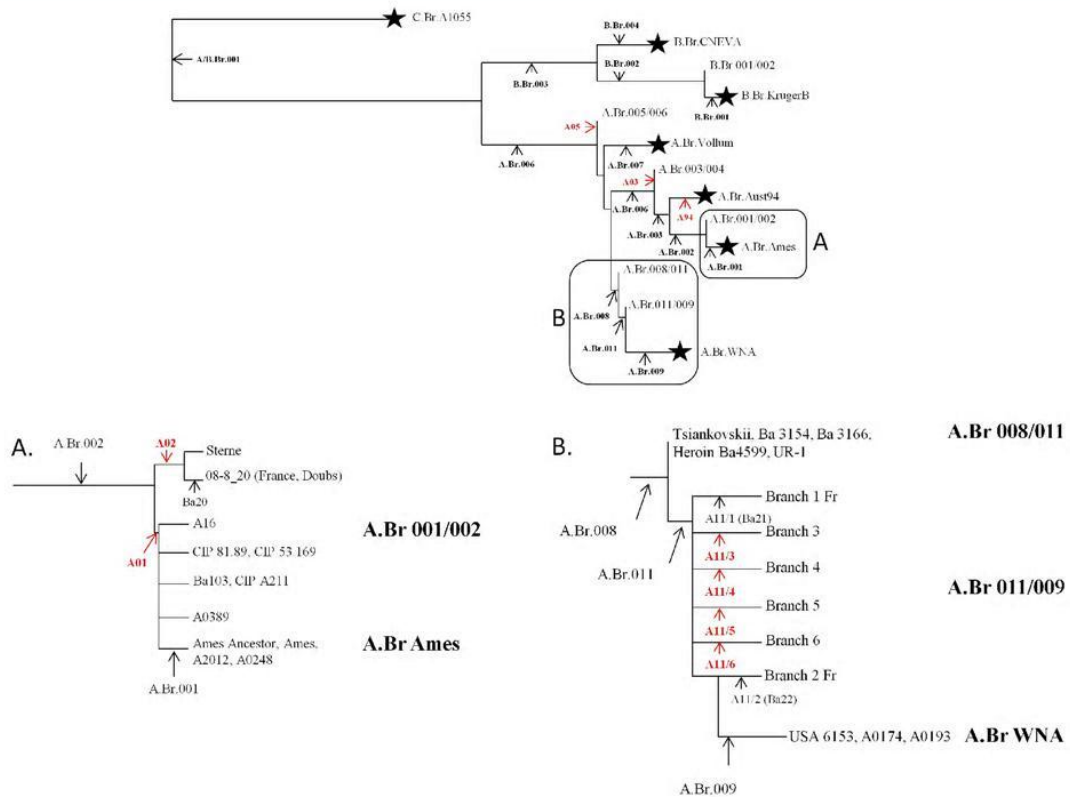 C.Br.A1055
A/B.Br.001
B.Br.004
B.Br.CNEVA
B.Br.002
B.Br 001/002
B.Br.003
B.Br.KrugerB
B.Br.001
A.Br.005/006
A05
A.Br.Vollum
A.Br.006
A.Br.007
A.Br.003/004
A03
A.Br.006
A.Br.Aust94
A94
A.Br.001/002
A.Br.003
A
A.Br.002
A.Br.Ames
A.Br.001
A.Br.008/011
B
A.Br.011/009
A.Br.008
A.Br.011
A.Br.WNA
A.Br.009
A.
A.Br.002
A02
Sterne
08-8_20 (France, Doubs)
Ba20
A16
A.Br 001/002
A01
CIP 81.89, CIP 53.169
Ba103, CIP A211
A0389
Ames Ancestor, Ames,
A2012, A0248
A.Br Ames
A.Br.001
B.
Tsiankovskii, Ba 3154, Ba 3166,
Heroin Ba4599, UR-1
A.Br 008/011
A.Br.008
A.Br.011
Branch 1 Fr
A11/1 (Ba21)
Branch 3
A11/3
Branch 4
A11/4
A.Br 011/009
Branch 5
A11/5
Branch 6
A11/6
Branch 2 Fr
A11/2 (Ba22)
USA 6153, A0174, A0193
A.Br WNA
A.Br.009